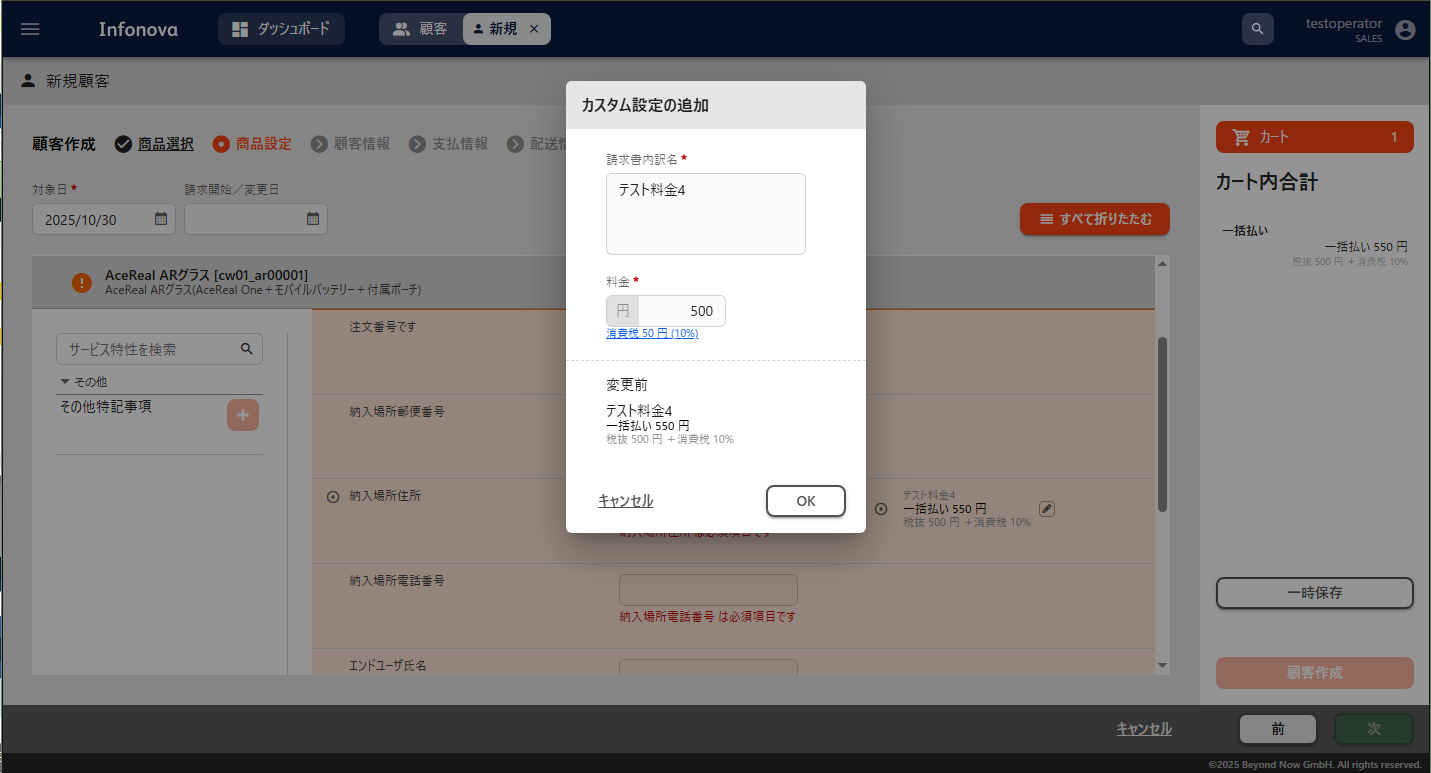 Infonova
ダッシュボード
顧客
新規
testoperator
SALES
新規顧客
顧客作成 商品選択 商品設定 顧客情報 支払情報
対象日★ 請求開始／変更日
2025/10/30
すべて折りたたむ
AceReal ARグラス [cw01_ar00001]
AceReal ARグラス(AceReal One＋モバイルバッテリー＋付属ポーチ)
サービス特性を検索
その他
その他特記事項
注文番号です
納入場所郵便番号
納入場所住所
テスト料金4
一括払い 550 円
税抜 500 円 ＋消費税 10%
納入場所電話番号
納入場所電話番号 は必須項目です
エンドユーザ氏名
カスタム設定の追加
請求書内訳名★
テスト料金4
料金★
円 500
消費税 50 円 (10%)
変更前
テスト料金4
一括払い 550 円
税抜 500 円 ＋消費税 10%
キャンセル OK
カート 1
カート内合計
一括払い
一括払い 550 円
税抜 500 円 ＋消費税 10%
一時保存
顧客作成
キャンセル 前 次
©2025 Beyond Now GmbH. All rights reserved.